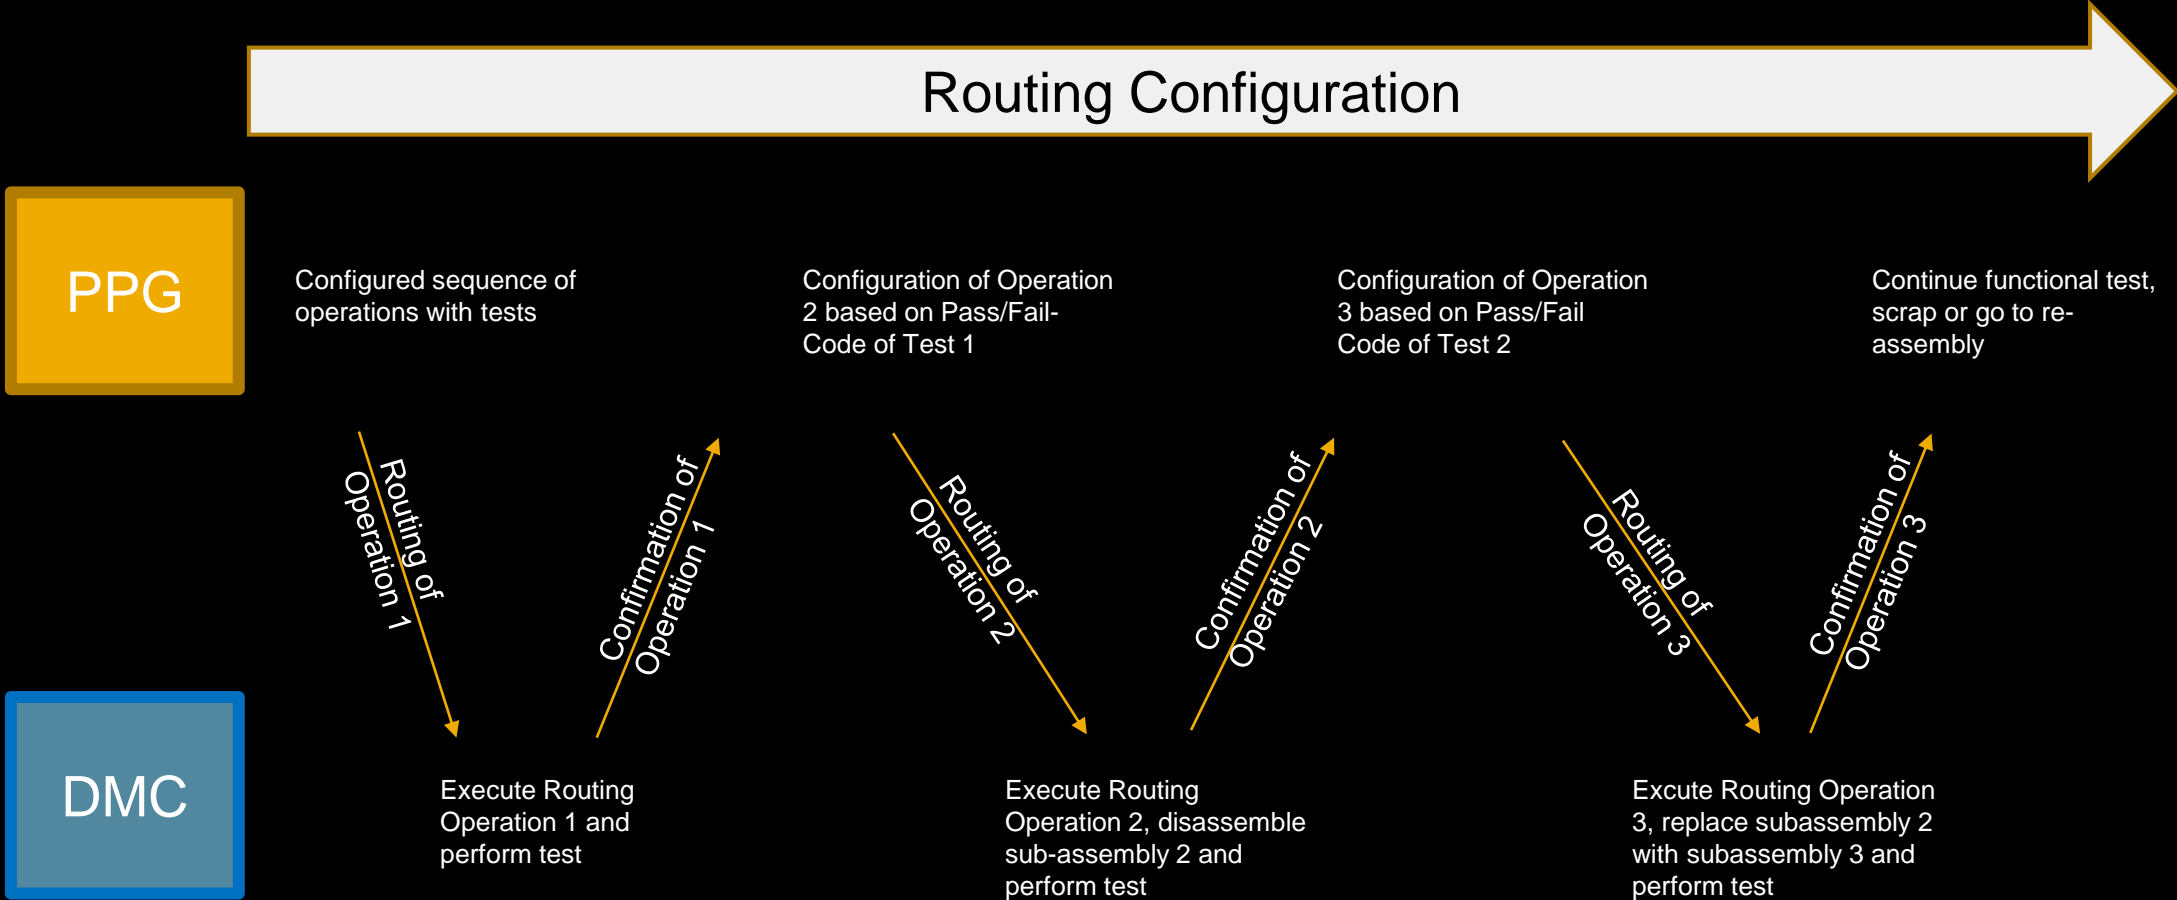 Routing Configuration
PPG
Configured sequence of
operations with tests
Configuration of Operation
2 based on Pass/Fail-
Code of Test 1
Configuration of Operation
3 based on Pass/Fail
Code of Test 2
Continue functional test,
scrap or go to re-
assembly
Routing of
Operation 1
Confirmation of
Operation 1
Routing of
Operation 2
Confirmation of
Operation 2
Routing of
Operation 3
Confirmation of
Operation 3
DMC
Execute Routing
Operation 1 and
perform test
Execute Routing
Operation 2, disassemble
sub-assembly 2 and
perform test
Excute Routing Operation
3, replace subassembly 2
with subassembly 3 and
perform test